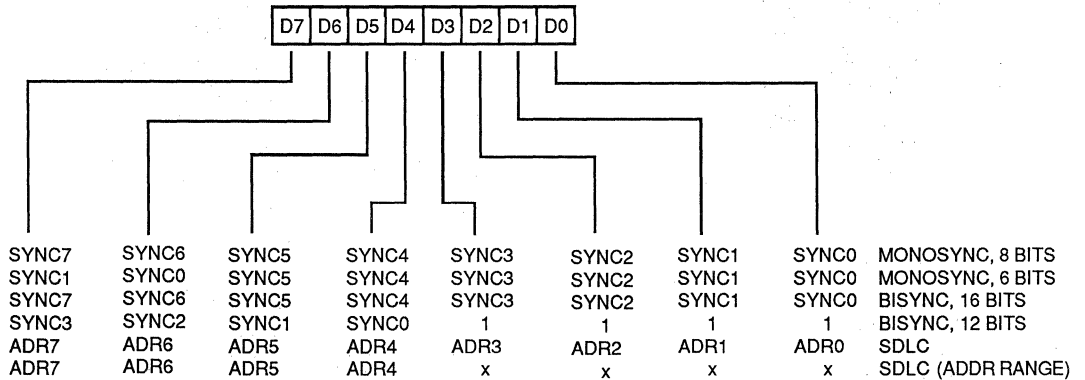 D7 D6 D5 D4 D3 D2 D1 D0
SYNC7 SYNC6 SYNC5 SYNC4 SYNC3 SYNC2 SYNC1 SYNC0 MONOSYNC, 8 BITS
SYNC1 SYNC0 SYNC5 SYNC4 SYNC3 SYNC2 SYNC1 SYNC0 MONOSYNC, 6 BITS
SYNC7 SYNC6 SYNC5 SYNC4 SYNC3 SYNC2 SYNC1 SYNC0 BISYNC, 16 BITS
SYNC3 SYNC2 SYNC1 SYNC0 1 1 1 1 BISYNC, 12 BITS
ADR7 ADR6 ADR5 ADR4 ADR3 ADR2 ADR1 ADR0 SDLC
ADR7 ADR6 ADR5 ADR4 x x x x SDLC (ADDR RANGE)